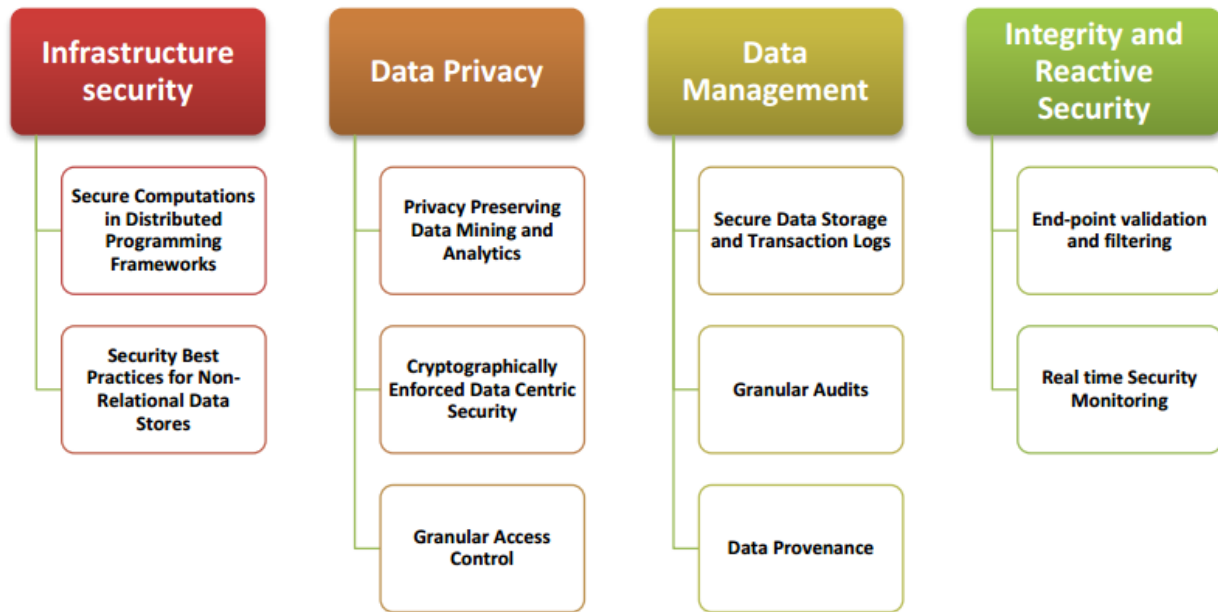 Infrastructure
security
Secure Computations
in Distributed
Programming
Frameworks
Security Best
Practices for Non-
Relational Data
Stores
Data Privacy
Privacy Preserving
Data Mining and
Analytics
Cryptographically
Enforced Data Centric
Security
Granular Access
Control
Data
Management
Secure Data Storage
and Transaction Logs
Granular Audits
Data Provenance
Integrity and
Reactive
Security
End-point validation
and filtering
Real time Security
Monitoring